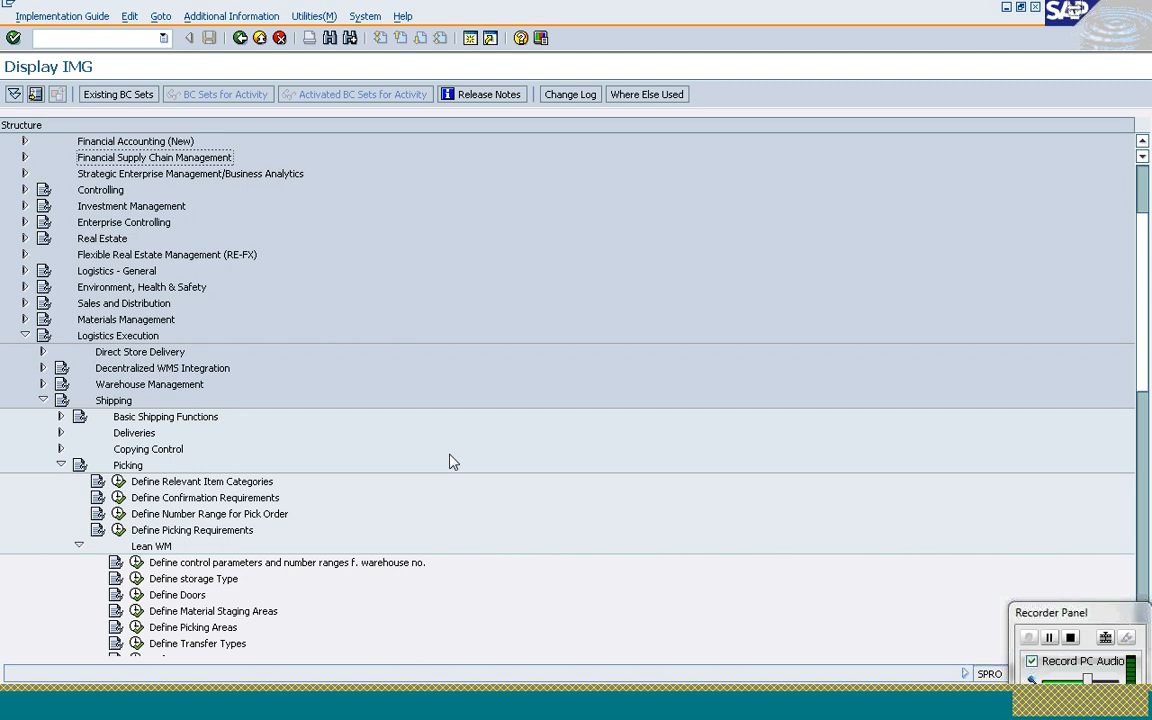 Implementation Guide Edit Goto Additional Information Utilities(M) System Help
SAP
Display IMG
Existing BC Sets BC Sets for Activity Activated BC Sets for Activity Release Notes Change Log Where Else Used
Structure
Financial Accounting (New)
Financial Supply Chain Management
Strategic Enterprise Management/Business Analytics
Controlling
Investment Management
Enterprise Controlling
Real Estate
Flexible Real Estate Management (RE-FX)
Logistics - General
Environment, Health & Safety
Sales and Distribution
Materials Management
Logistics Execution
Direct Store Delivery
Decentralized WMS Integration
Warehouse Management
Shipping
Basic Shipping Functions
Deliveries
Copying Control
Picking
Define Relevant Item Categories
Define Confirmation Requirements
Define Number Range for Pick Order
Define Picking Requirements
Lean WM
Define control parameters and number ranges f. warehouse no.
Define storage Type
Define Doors
Define Material Staging Areas
Define Picking Areas
Define Transfer Types
Recorder Panel
Record PC Audio
SPRO